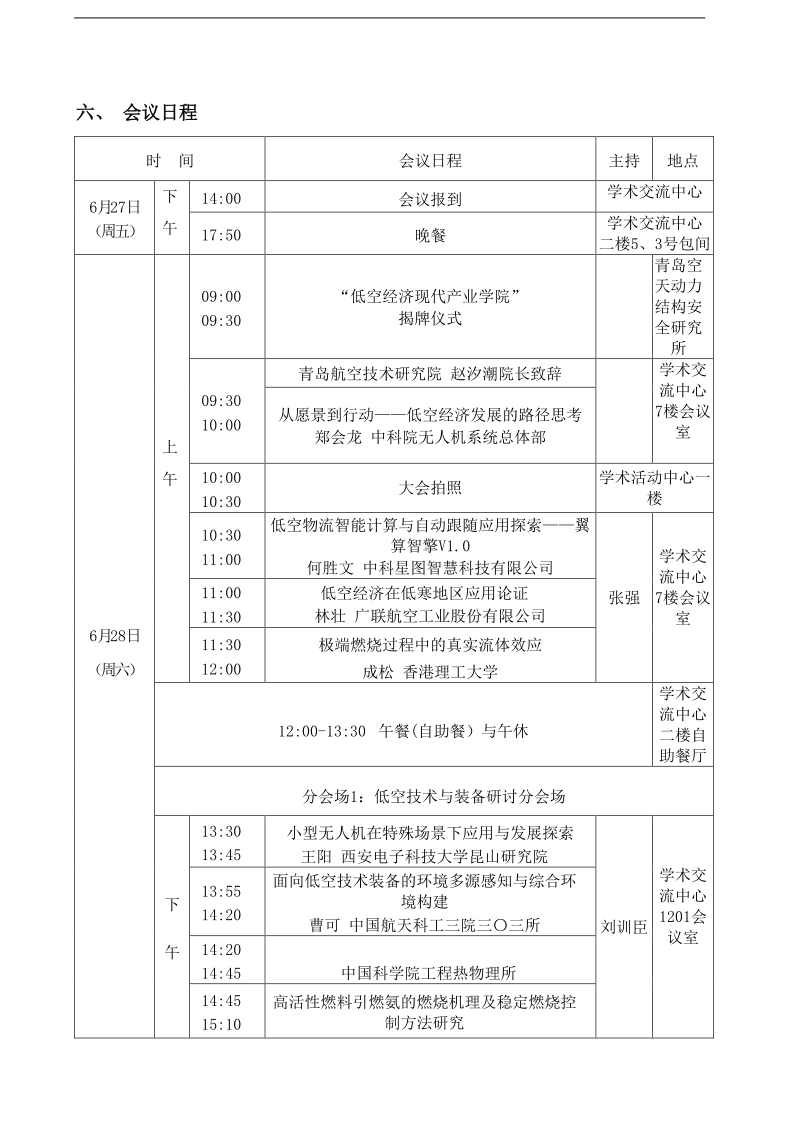 六、 会议日程
时 间 会议日程 主持 地点
6月27日
（周五）
下
午
14:00 会议报到 学术交流中心
17:50 晚餐 学术交流中心
二楼5、3号包间
6月28日
（周六）
上
午
09:00
09:30
“低空经济现代产业学院”
揭牌仪式
青岛空
天动力
结构安
全研究
所
09:30
10:00
青岛航空技术研究院 赵汐潮院长致辞
从愿景到行动——低空经济发展的路径思考
郑会龙 中科院无人机系统总体部
学术交
流中心
7楼会议
室
10:00
10:30
大会拍照
学术活动中心一
楼
10:30
11:00
低空物流智能计算与自动跟随应用探索——翼
算智擎V1.0
何胜文 中科星图智慧科技有限公司
11:00
11:30
低空经济在低寒地区应用论证
林壮 广联航空工业股份有限公司
11:30
12:00
极端燃烧过程中的真实流体效应
成松 香港理工大学
张强
学术交
流中心
7楼会议
室
12:00-13:30 午餐(自助餐）与午休
学术交
流中心
二楼自
助餐厅
分会场1: 低空技术与装备研讨分会场
下
午
13:30
13:45
小型无人机在特殊场景下应用与发展探索
王阳 西安电子科技大学昆山研究院
13:55
14:20
面向低空技术装备的环境多源感知与综合环
境构建
曹可 中国航天科工三院三〇三所
14:20
14:45
中国科学院工程热物理所
14:45
15:10
高活性燃料引燃氨的燃烧机理及稳定燃烧控
制方法研究
刘训臣
学术交
流中心
1201会
议室